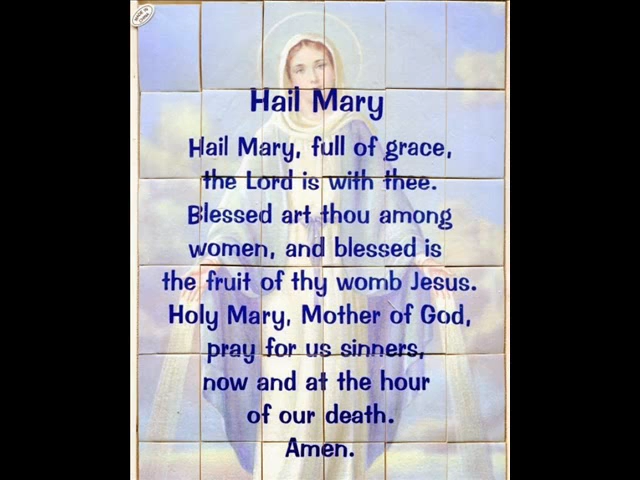 Hail Mary
Hail Mary, full of grace,
the Lord is with thee.
Blessed art thou among
women, and blessed is
the fruit of thy womb Jesus.
Holy Mary, Mother of God,
pray for us sinners,
now and at the hour
of our death.
Amen.